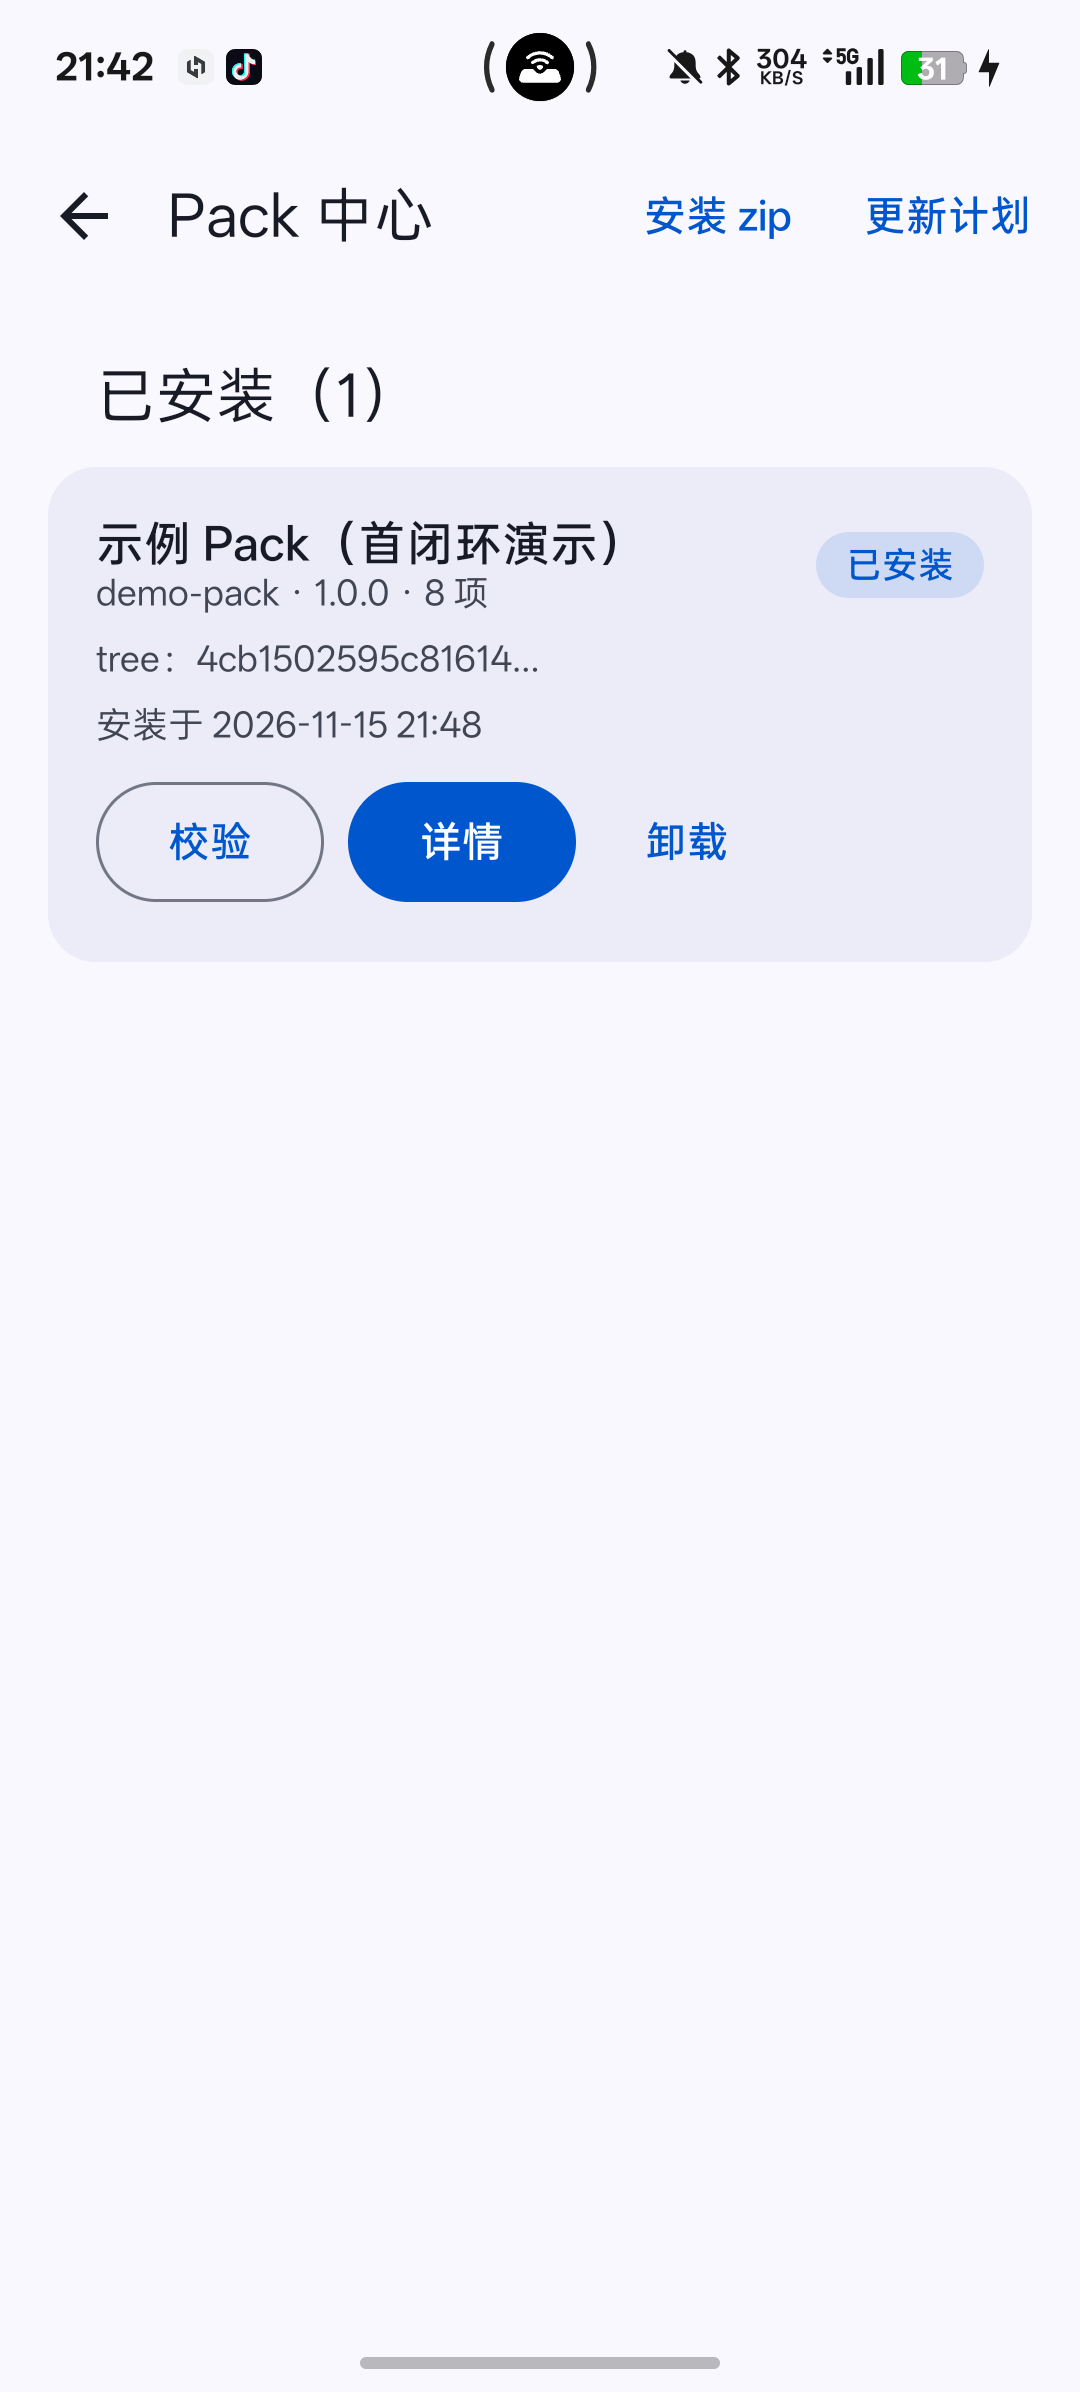 21:42
304 KB/S 5G 31
Pack 中心 安装 zip 更新计划
已安装（1）
示例 Pack（首闭环演示）
已安装
demo-pack · 1.0.0 · 8 项
tree：4cb1502595c81614...
安装于 2026-11-15 21:48
校验 详情 卸载